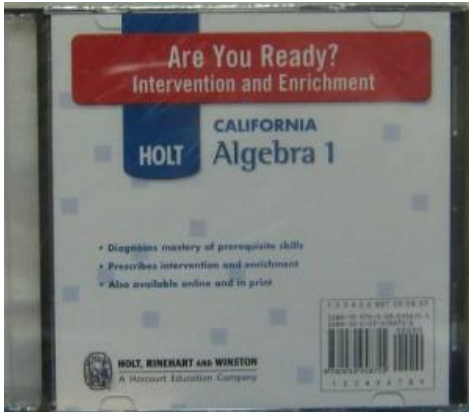 Are You Ready?
Intervention and Enrichment
CALIFORNIA
HOLT Algebra 1
• Diagnoses mastery of prerequisite skills
• Prescribes intervention and enrichment
• Also available online and in print
HOLT, RINEHART AND WINSTON
A Harcourt Education Company